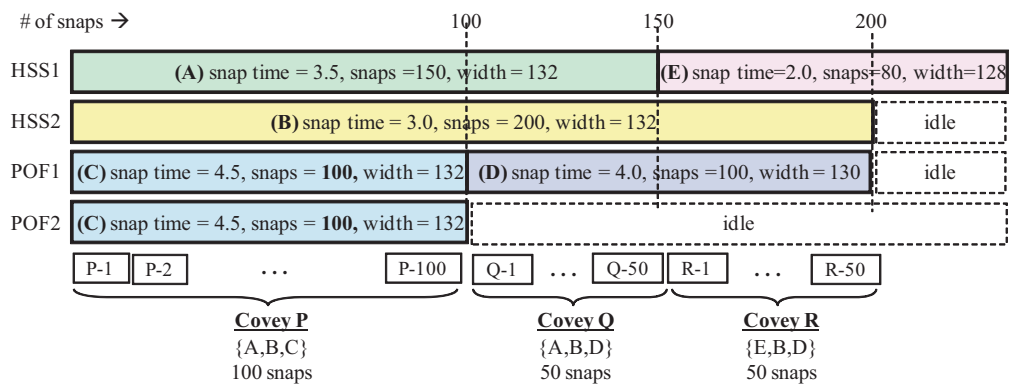 # of snaps → 100 150 200
HSS1 (A) snap time = 3.5, snaps =150, width = 132 (E) snap time=2.0, snaps=80, width=128
HSS2 (B) snap time = 3.0, snaps = 200, width = 132 idle
POF1 (C) snap time = 4.5, snaps = 100, width = 132 (D) snap time = 4.0, snaps =100, width = 130 idle
POF2 (C) snap time = 4.5, snaps = 100, width = 132 idle
P-1 P-2 ... P-100 Q-1 ... Q-50 R-1 ... R-50
Covey P Covey Q Covey R
{A,B,C} {A,B,D} {E,B,D}
100 snaps 50 snaps 50 snaps